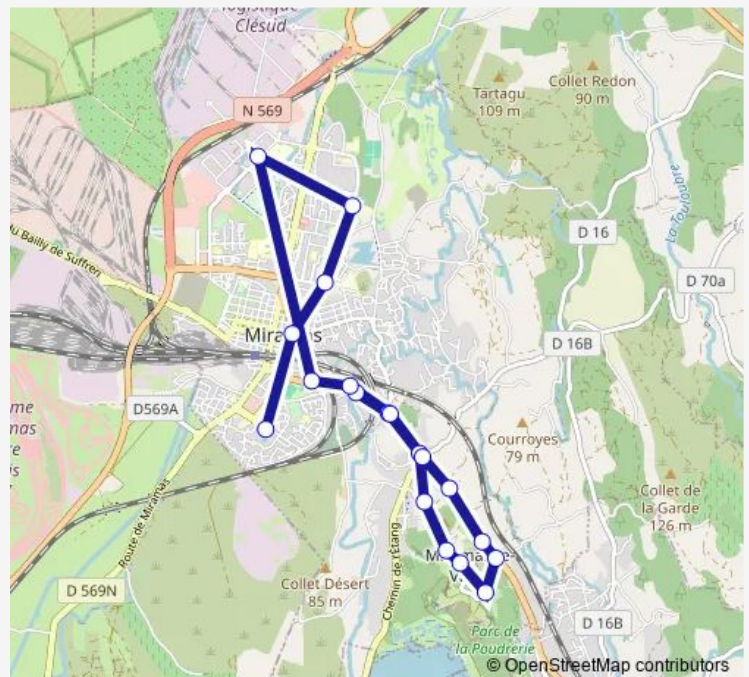 Clésud
N 569
Tartagu
109 m
Collet Redon
90 m
La Touloubre
D 16
du Bailly de Suffren
D 70a
Miramas
D 16B
D569A
Courroyes
79 m
Collet de
la Garde
126 m
Route de Miramas
Chemin de l'Étang
Collet Désert
85 m
D 569N
D 16B
Parc de
la Poudrerie
© OpenStreetMap contributors